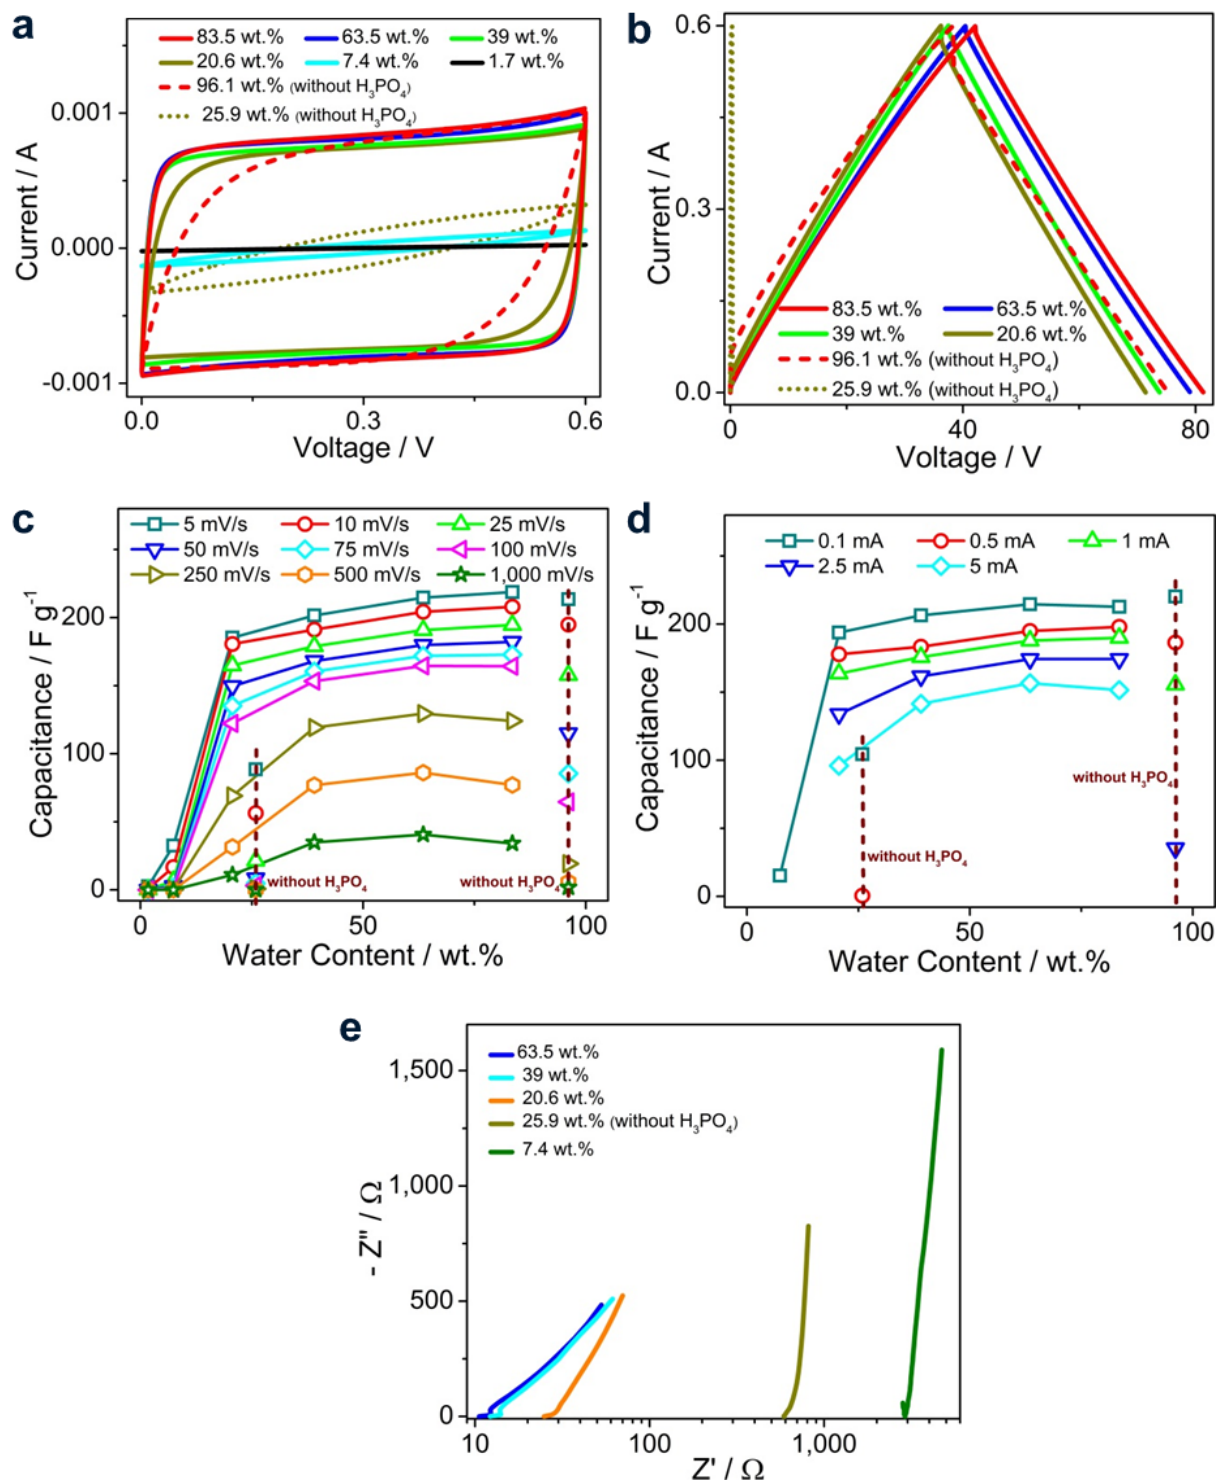 a
83.5 wt.% 63.5 wt.% 39 wt.%
20.6 wt.% 7.4 wt.% 1.7 wt.%
96.1 wt.% (without H₃PO₄)
25.9 wt.% (without H₃PO₄)
0.001
0.000
-0.001
Current / A
0.0 0.3 0.6
Voltage / V
b
0.6
0.3
0.0
Current / A
83.5 wt.% 63.5 wt.%
39 wt.% 20.6 wt.%
96.1 wt.% (without H₃PO₄)
25.9 wt.% (without H₃PO₄)
0 40 80
Voltage / V
c
5 mV/s 10 mV/s 25 mV/s
50 mV/s 75 mV/s 100 mV/s
250 mV/s 500 mV/s 1,000 mV/s
200
100
0
Capacitance / F g⁻¹
without H₃PO₄ without H₃PO₄
0 50 100
Water Content / wt.%
d
0.1 mA 0.5 mA 1 mA
2.5 mA 5 mA
200
100
0
Capacitance / F g⁻¹
without H₃PO₄
without H₃PO₄
0 50 100
Water Content / wt.%
e
63.5 wt.%
39 wt.%
20.6 wt.%
25.9 wt.% (without H₃PO₄)
7.4 wt.%
1,500
1,000
500
0
- Z'' / Ω
10 100 1,000
Z' / Ω